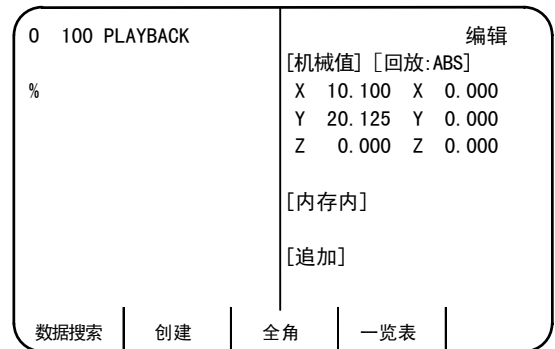 O 100 PLAYBACK 编辑
[机械值] [回放:ABS]
% X 10.100 X 0.000
Y 20.125 Y 0.000
Z 0.000 Z 0.000
[内存内]
[追加]
数据搜索 创建 全角 一览表